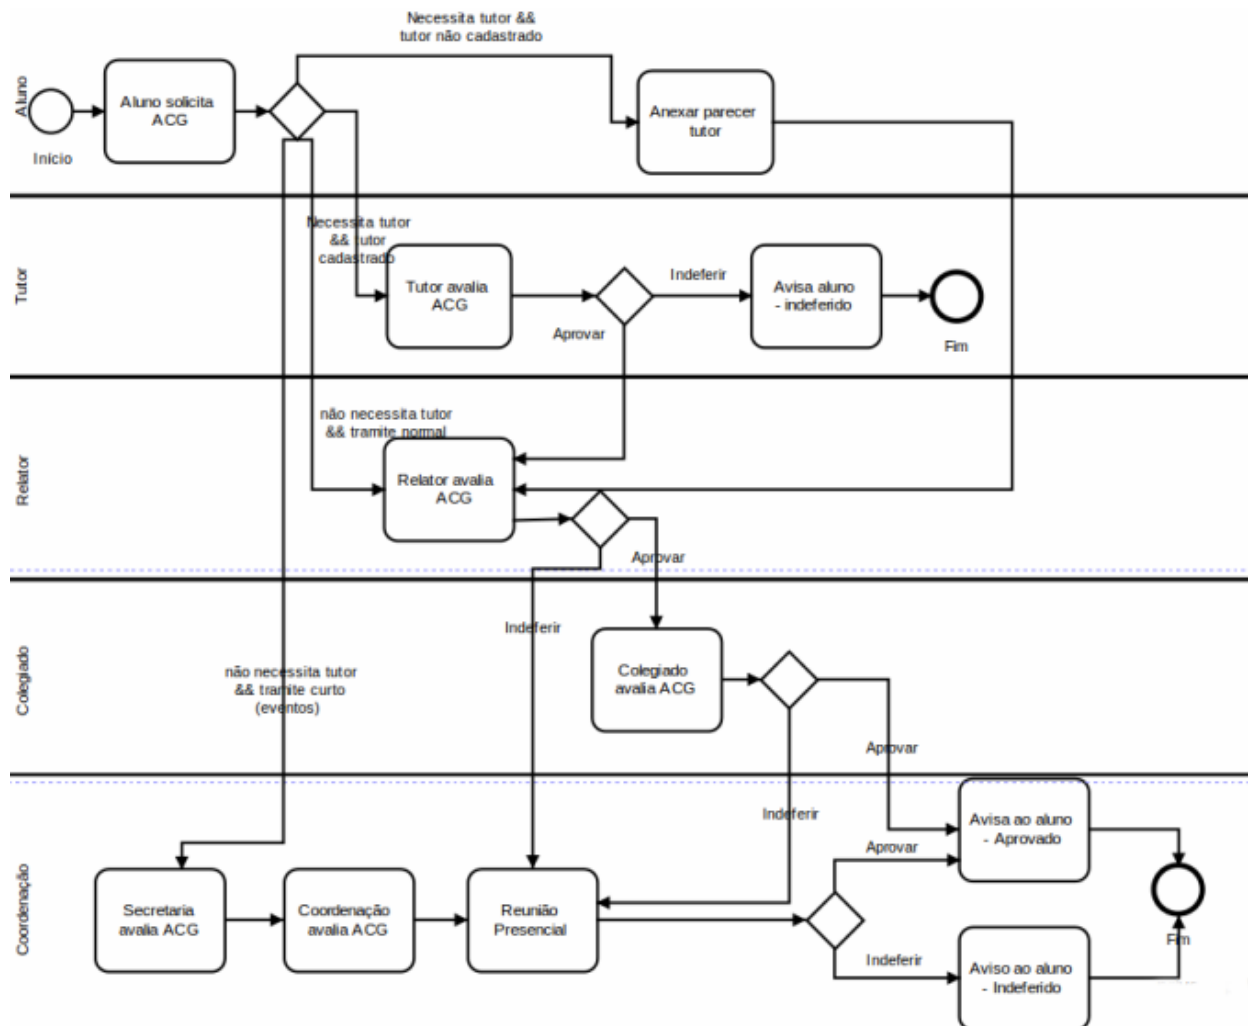 Necessita tutor &&
tutor não cadastrado
Aluno
Aluno solicita
ACG
Anexar parecer
tutor
Início
Necessita tutor
&& tutor
cadastrado
Tutor
Tutor avalia
ACG
Indeferir
Avisa aluno
- indeferido
Aprovar
Fim
não necessita tutor
&& tramite normal
Relator
Relator avalia
ACG
Aprovar
Indeferir
Colegiado
Colegiado
avalia ACG
não necessita tutor
&& tramite curto
(eventos)
Aprovar
Indeferir
Coordenação
Avisa ao aluno
- Aprovado
Aprovar
Secretaria
avalia ACG
Coordenação
avalia ACG
Reunião
Presencial
Fim
Indeferir
Aviso ao aluno
- Indeferido